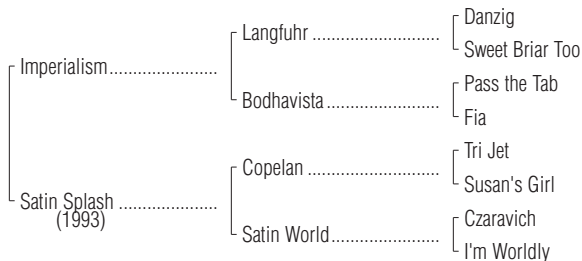 Danzig
Langfuhr ........................
Sweet Briar Too
Imperialism......................
Pass the Tab
Bodhavista ........................
Fia
Tri Jet
Copelan ............................
Susan's Girl
Satin Splash ....................
(1993)
Czaravich
Satin World.......................
I'm Worldly